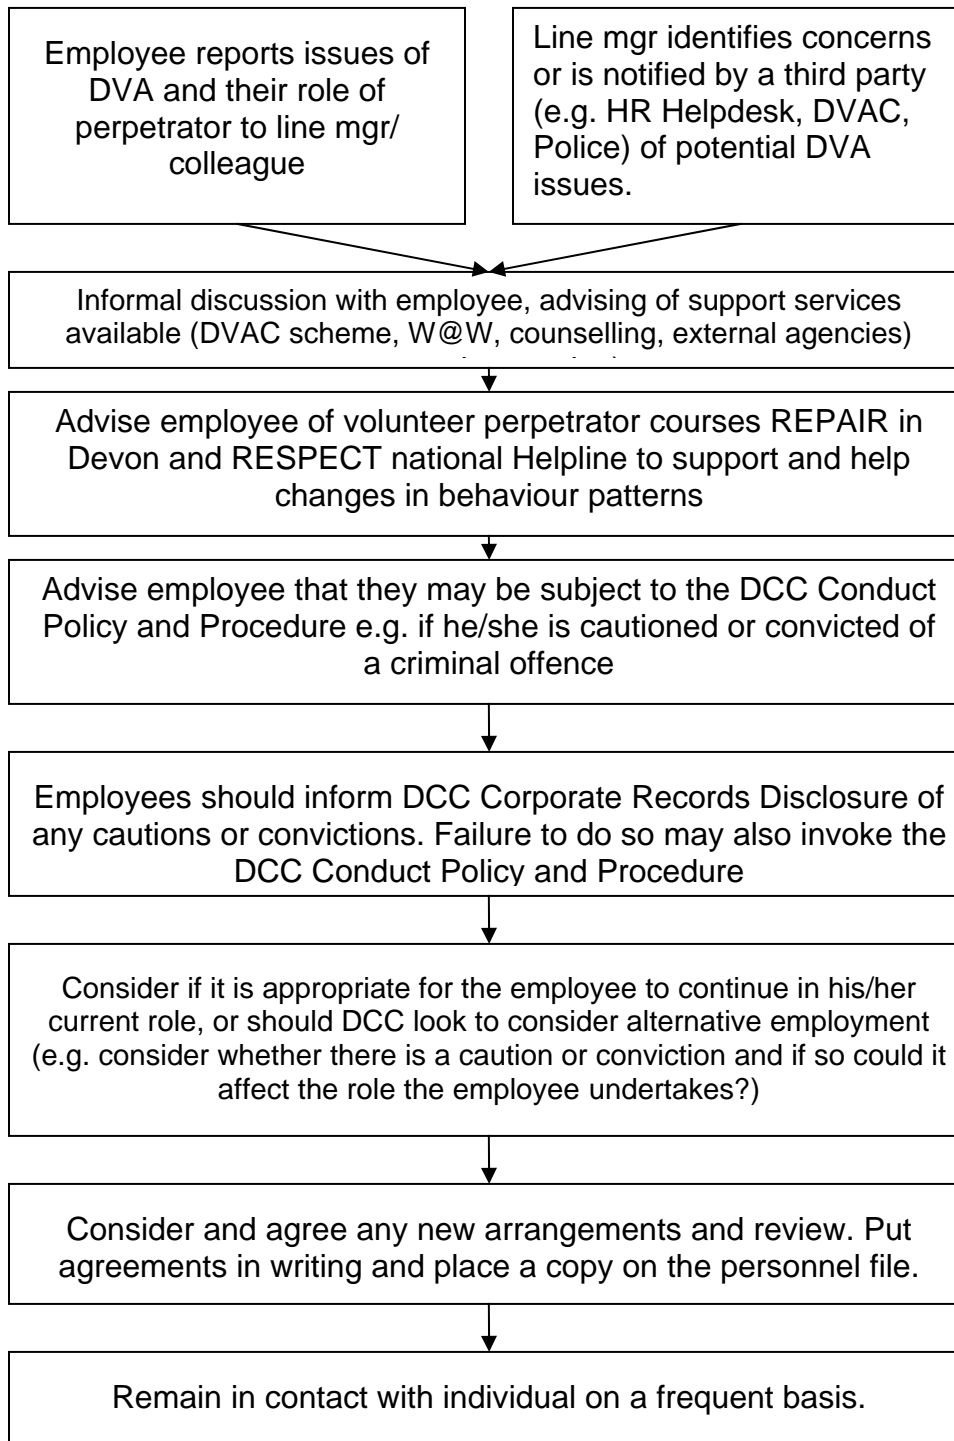 Employee reports issues of
DVA and their role of
perpetrator to line mgr/
colleague
Line mgr identifies concerns
or is notified by a third party
(e.g. HR Helpdesk, DVAC,
Police) of potential DVA
issues.
Informal discussion with employee, advising of support services
available (DVAC scheme, W@W, counselling, external agencies)
Advise employee of volunteer perpetrator courses REPAIR in
Devon and RESPECT national Helpline to support and help
changes in behaviour patterns
Advise employee that they may be subject to the DCC Conduct
Policy and Procedure e.g. if he/she is cautioned or convicted of
a criminal offence
Employees should inform DCC Corporate Records Disclosure of
any cautions or convictions. Failure to do so may also invoke the
DCC Conduct Policy and Procedure
Consider if it is appropriate for the employee to continue in his/her
current role, or should DCC look to consider alternative employment
(e.g. consider whether there is a caution or conviction and if so could it
affect the role the employee undertakes?)
Consider and agree any new arrangements and review. Put
agreements in writing and place a copy on the personnel file.
Remain in contact with individual on a frequent basis.